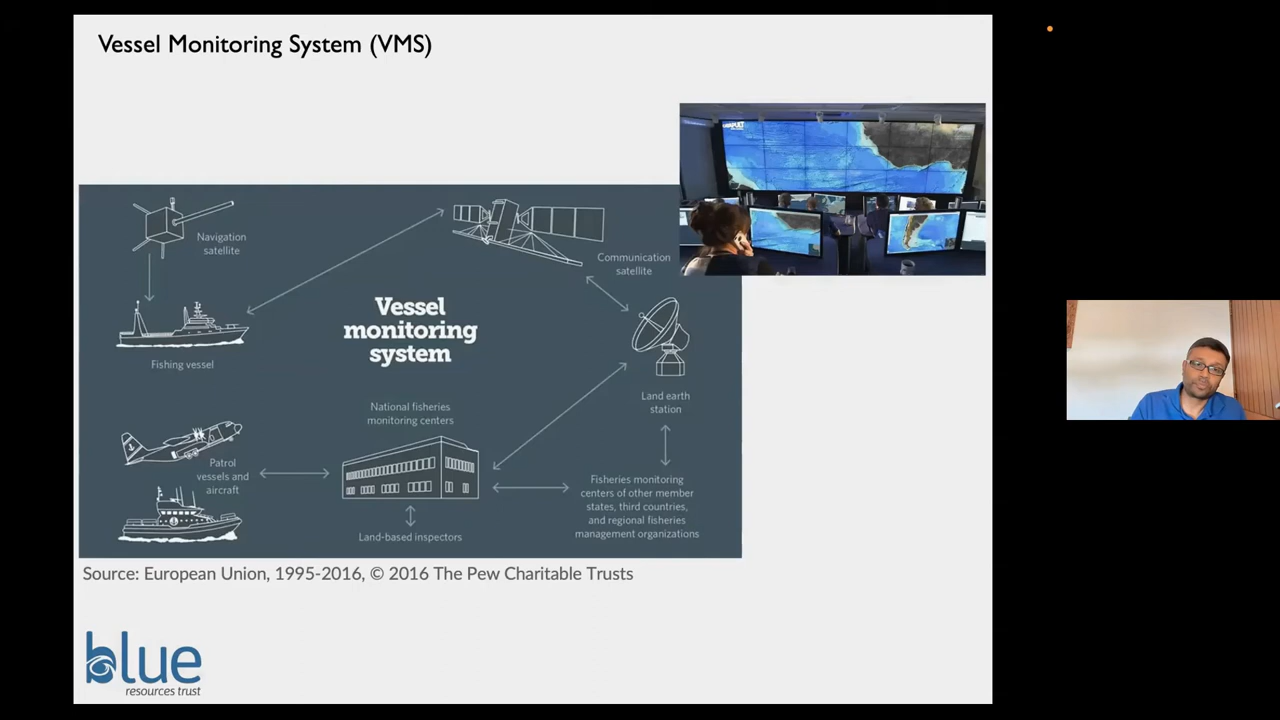 Vessel Monitoring System (VMS)
CATAPULT
Navigation
satellite
Communication
satellite
Vessel
monitoring
system
Fishing vessel
Land earth
station
National fisheries
monitoring centers
Patrol
vessels and
aircraft
Fisheries monitoring
centers of other member
states, third countries,
and regional fisheries
management organizations
Land-based inspectors
Source: European Union, 1995-2016, © 2016 The Pew Charitable Trusts
blue
resources trust